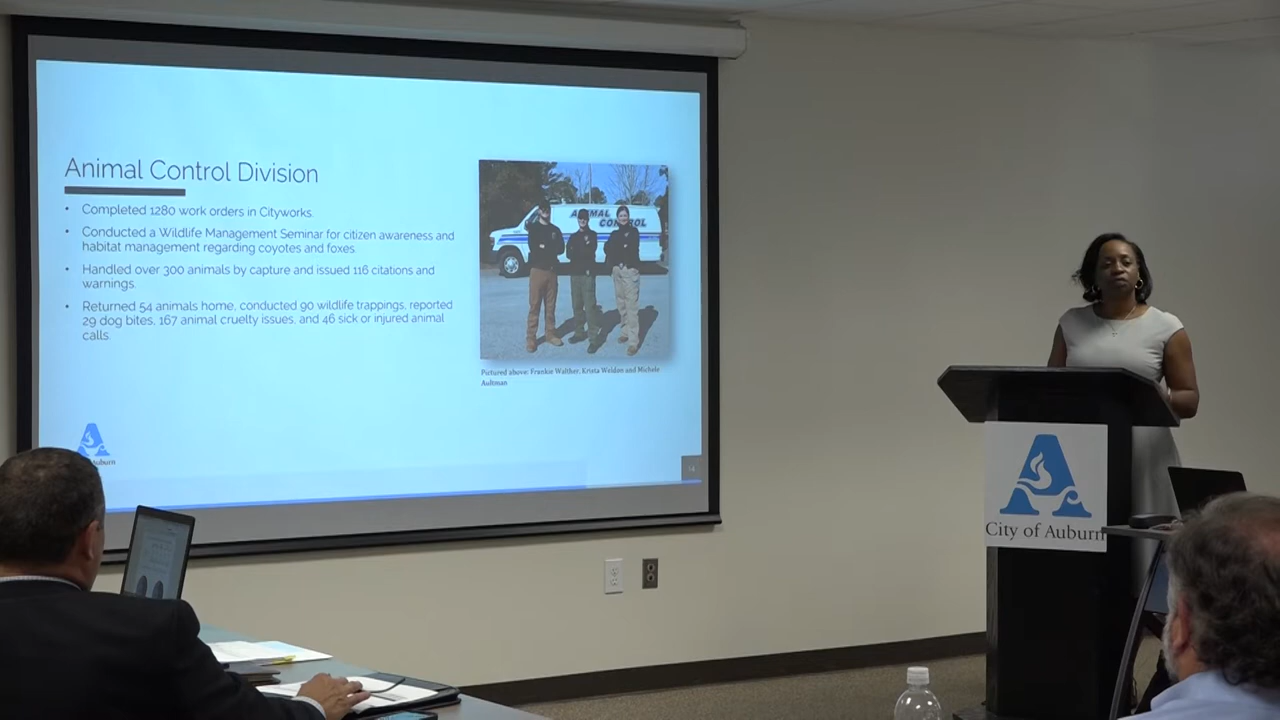 Animal Control Division
• Completed 1280 work orders in Cityworks.
• Conducted a Wildlife Management Seminar for citizen awareness and
habitat management regarding coyotes and foxes.
• Handled over 300 animals by capture and issued 116 citations and
warnings.
• Returned 54 animals home, conducted 90 wildlife trappings, reported
29 dog bites, 167 animal cruelty issues, and 46 sick or injured animal
calls.
ANIMAL
CONTROL
Pictured above: Frankie Walther, Krista Weldon and Michele
Aultman
Auburn
14
City of Auburn